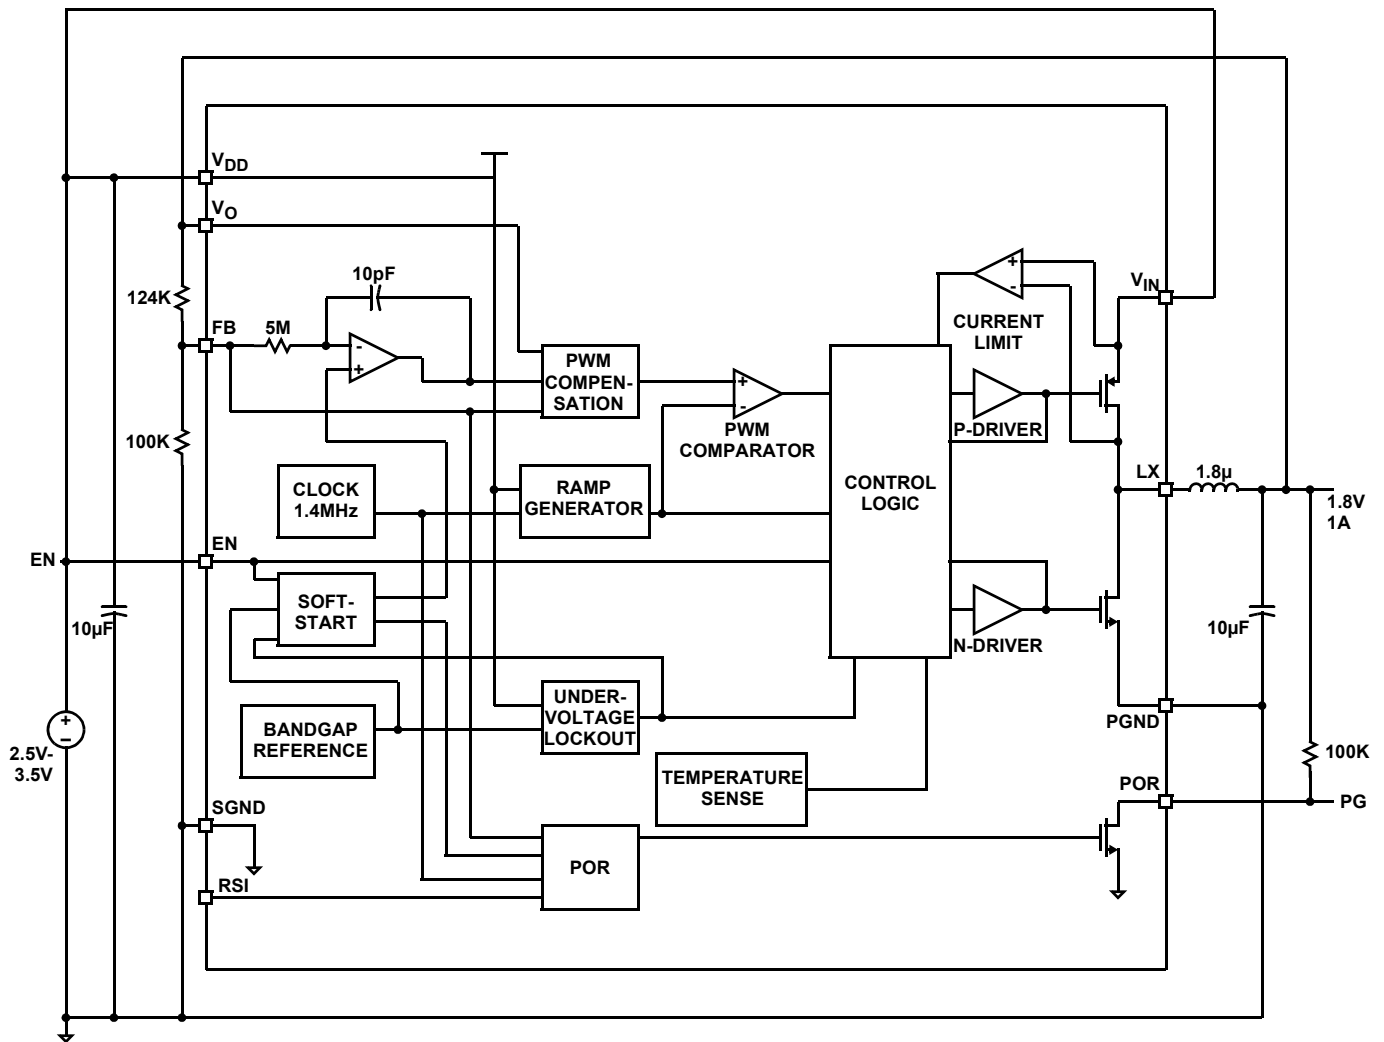 VDD
VO
10pF
124K
FB
5M
-
+
PWM
COMPEN-
SATION
+
-
PWM
COMPARATOR
+
-
CURRENT
LIMIT
VIN
P-DRIVER
100K
CLOCK
1.4MHz
RAMP
GENERATOR
CONTROL
LOGIC
LX
1.8µ
1.8V
1A
EN
EN
SOFT-
START
10µF
N-DRIVER
10µF
UNDER-
VOLTAGE
LOCKOUT
BANDGAP
REFERENCE
PGND
+
-
2.5V-
3.5V
100K
TEMPERATURE
SENSE
POR
PG
SGND
POR
RSI